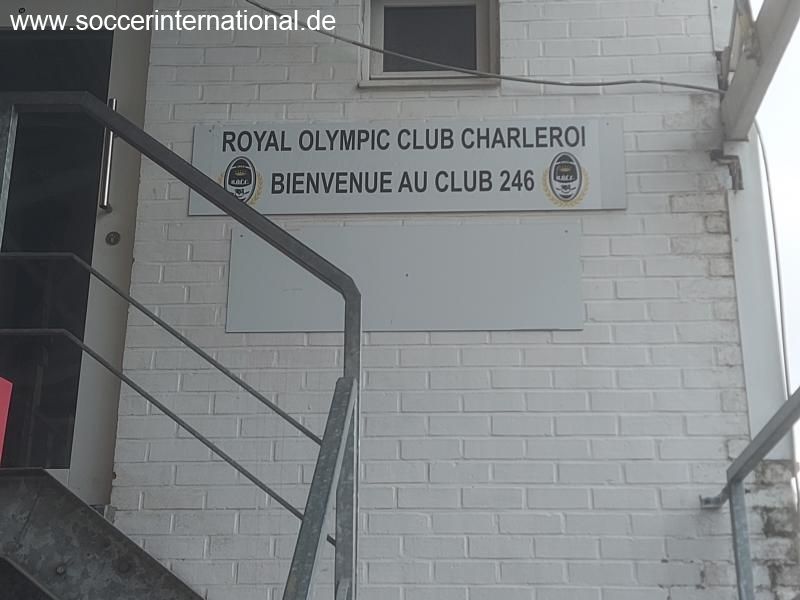 www.soccerinternational.de
ROYAL OLYMPIC CLUB CHARLEROI
BIENVENUE AU CLUB 246